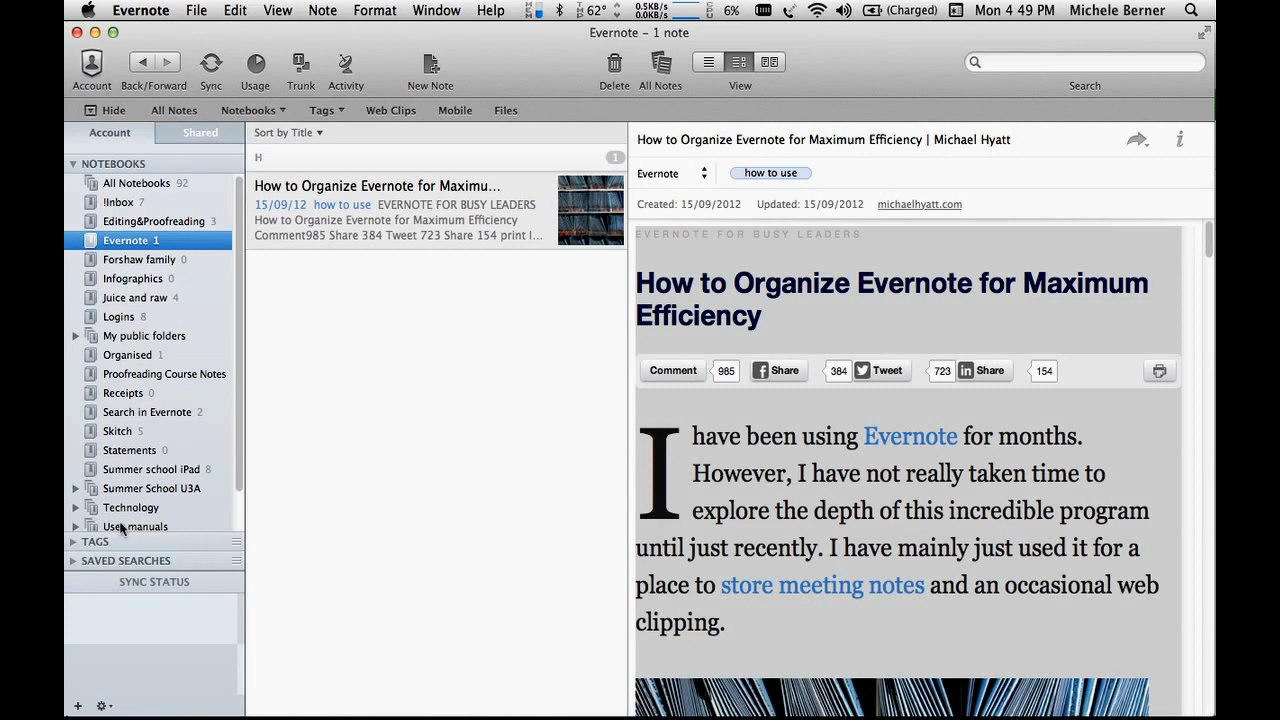 Evernote File Edit View Note Format Window Help 62° 0.5KB/s 0.0KB/s 6% (Charged) Mon 4:49 PM Michele Berner
Evernote – 1 note
Account Back/Forward Sync Usage Trunk Activity New Note Delete All Notes View Search
Hide All Notes Notebooks Tags Web Clips Mobile Files
Account Shared
NOTEBOOKS
All Notebooks 92
!Inbox 7
Editing&Proofreading 3
Evernote 1
Forshaw family 0
Infographics 0
Juice and raw 4
Logins 8
My public folders
Organised 1
Proofreading Course Notes
Receipts 0
Search in Evernote 2
Skitch 5
Statements 0
Summer school iPad 8
Summer School U3A
Technology
User manuals
TAGS
SAVED SEARCHES
SYNC STATUS
Sort by Title
H 1
How to Organize Evernote for Maximu...
15/09/12 how to use EVERNOTE FOR BUSY LEADERS
How to Organize Evernote for Maximum Efficiency
Comment985 Share 384 Tweet 723 Share 154 print I...
How to Organize Evernote for Maximum Efficiency | Michael Hyatt
Evernote how to use
Created: 15/09/2012 Updated: 15/09/2012 michaelhyatt.com
EVERNOTE FOR BUSY LEADERS
How to Organize Evernote for Maximum
Efficiency
Comment 985 Share 384 Tweet 723 Share 154
I have been using Evernote for months.
However, I have not really taken time to
explore the depth of this incredible program
until just recently. I have mainly just used it for a
place to store meeting notes and an occasional web
clipping.